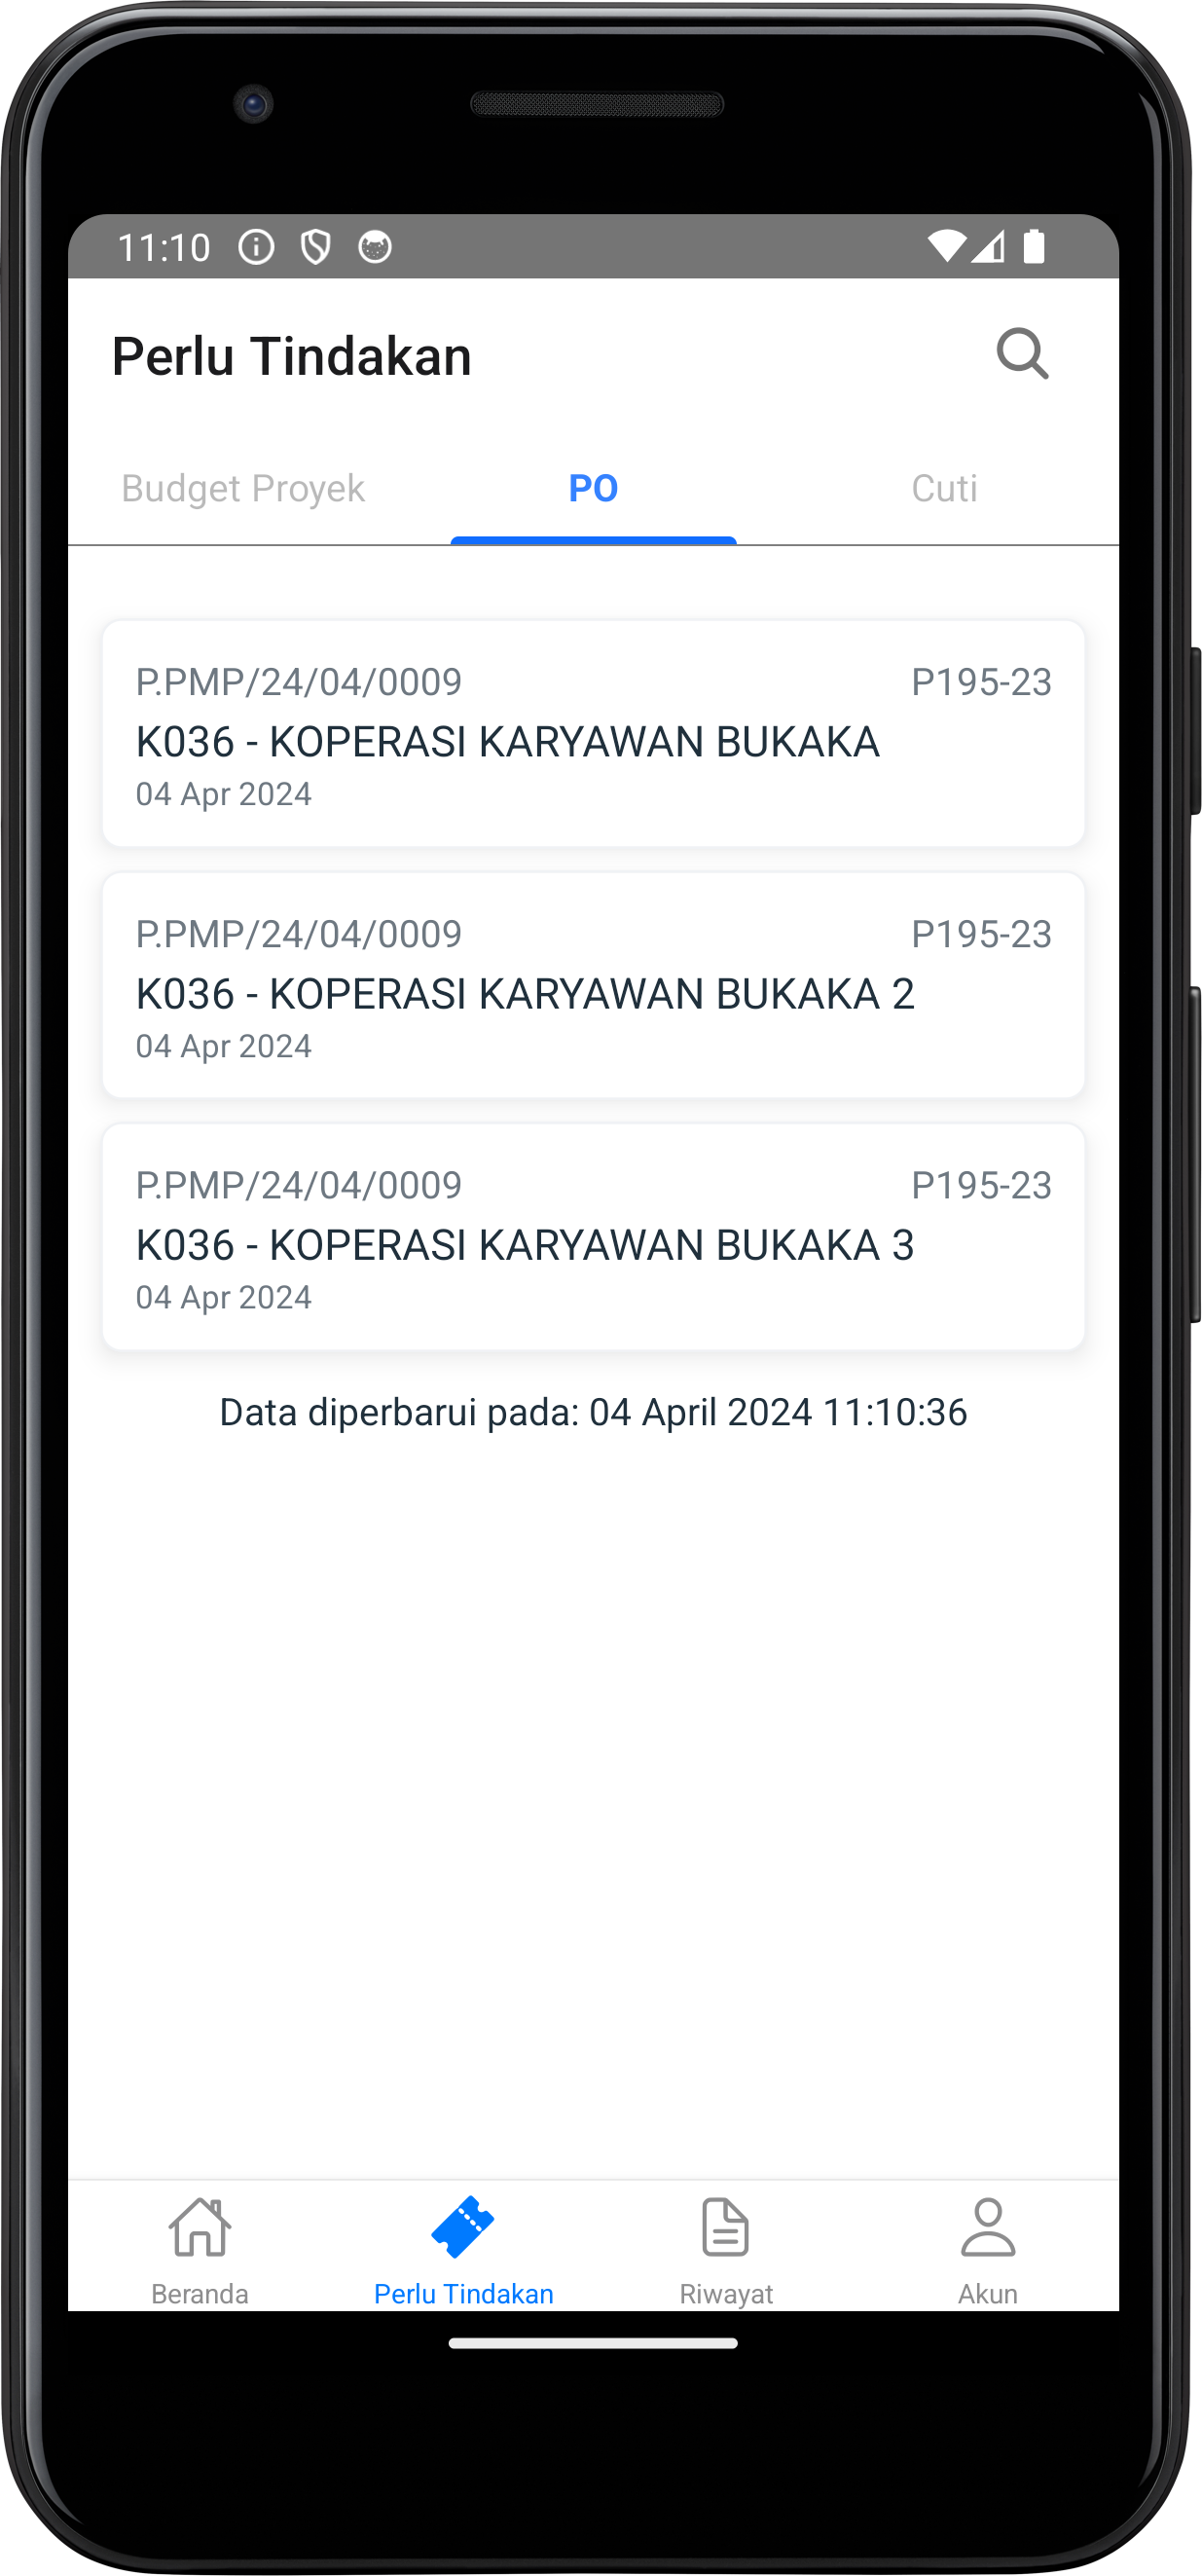 11:10
Perlu Tindakan
Budget Proyek PO Cuti
P.PMP/24/04/0009 P195-23
K036 - KOPERASI KARYAWAN BUKAKA
04 Apr 2024
P.PMP/24/04/0009 P195-23
K036 - KOPERASI KARYAWAN BUKAKA 2
04 Apr 2024
P.PMP/24/04/0009 P195-23
K036 - KOPERASI KARYAWAN BUKAKA 3
04 Apr 2024
Data diperbarui pada: 04 April 2024 11:10:36
Beranda Perlu Tindakan Riwayat Akun